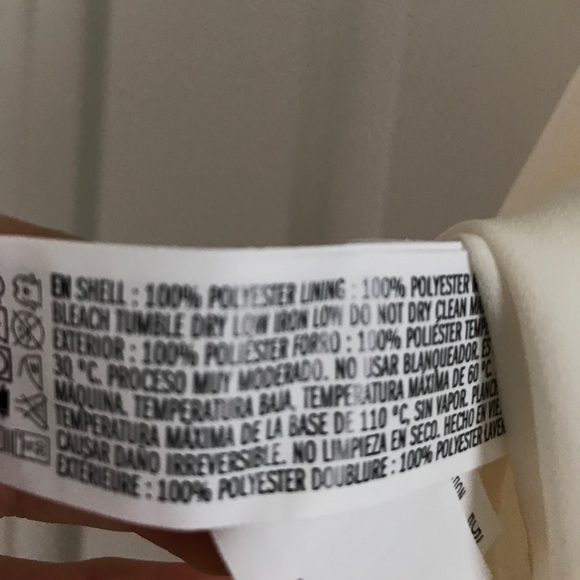 EN SHELL : 100% POLYESTER LINING : 100% POLYESTER
BLEACH TUMBLE DRY LOW IRON LOW DO NOT DRY CLEAN
EXTERIOR : 100% POLIÉSTER FORRO : 100% POLIÉSTER
30 °C. PROCESO MUY MODERADO. NO USAR BLANQUEADOR.
MÁQUINA, TEMPERATURA BAJA, TEMPERATURA MÁXIMA DE 60 °C.
TEMPERATURA MÁXIMA DE LA BASE DE 110 °C, SIN VAPOR.
CAUSAR DAÑO IRREVERSIBLE. NO LIMPIEZA EN SECO. HECHO EN
EXTÉRIEURE : 100% POLYESTER DOUBLURE : 100% POLYESTER